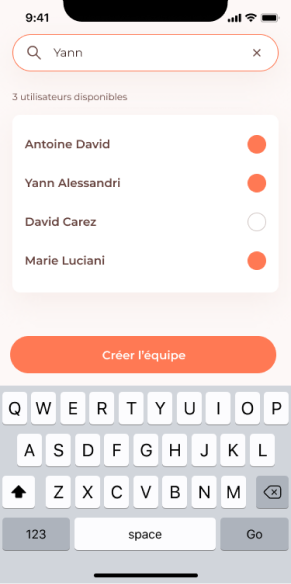 9:41
Yann
3 utilisateurs disponibles
Antoine David
Yann Alessandri
David Carez
Marie Luciani
Créer l'équipe
Q W E R T Y U I O P
A S D F G H J K L
Z X C V B N M
123 space Go